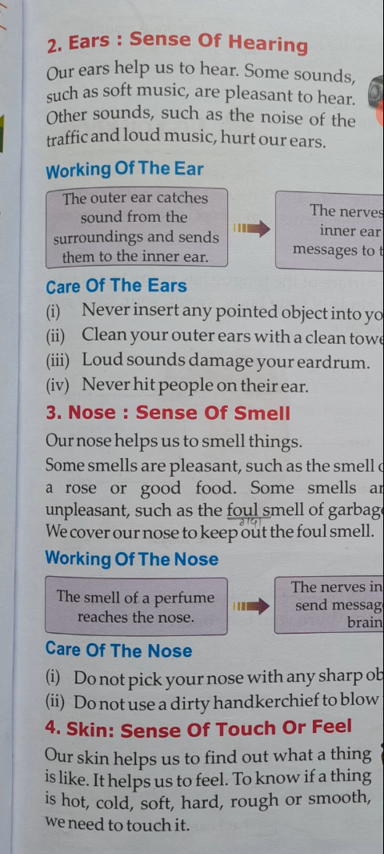 2. Ears : Sense Of Hearing
Our ears help us to hear. Some sounds,
such as soft music, are pleasant to hear.
Other sounds, such as the noise of the
traffic and loud music, hurt our ears.
Working Of The Ear
The outer ear catches
sound from the
surroundings and sends
them to the inner ear.
The nerves
inner ear
messages to t
Care Of The Ears
(i) Never insert any pointed object into yo
(ii) Clean your outer ears with a clean towe
(iii) Loud sounds damage your eardrum.
(iv) Never hit people on their ear.
3. Nose : Sense Of Smell
Our nose helps us to smell things.
Some smells are pleasant, such as the smell o
a rose or good food. Some smells ar
unpleasant, such as the foul smell of garbage
We cover our nose to keep out the foul smell.
Working Of The Nose
The smell of a perfume
reaches the nose.
The nerves in
send messag
brain
Care Of The Nose
(i) Do not pick your nose with any sharp ob
(ii) Do not use a dirty handkerchief to blow
4. Skin: Sense Of Touch Or Feel
Our skin helps us to find out what a thing
is like. It helps us to feel. To know if a thing
is hot, cold, soft, hard, rough or smooth,
we need to touch it.